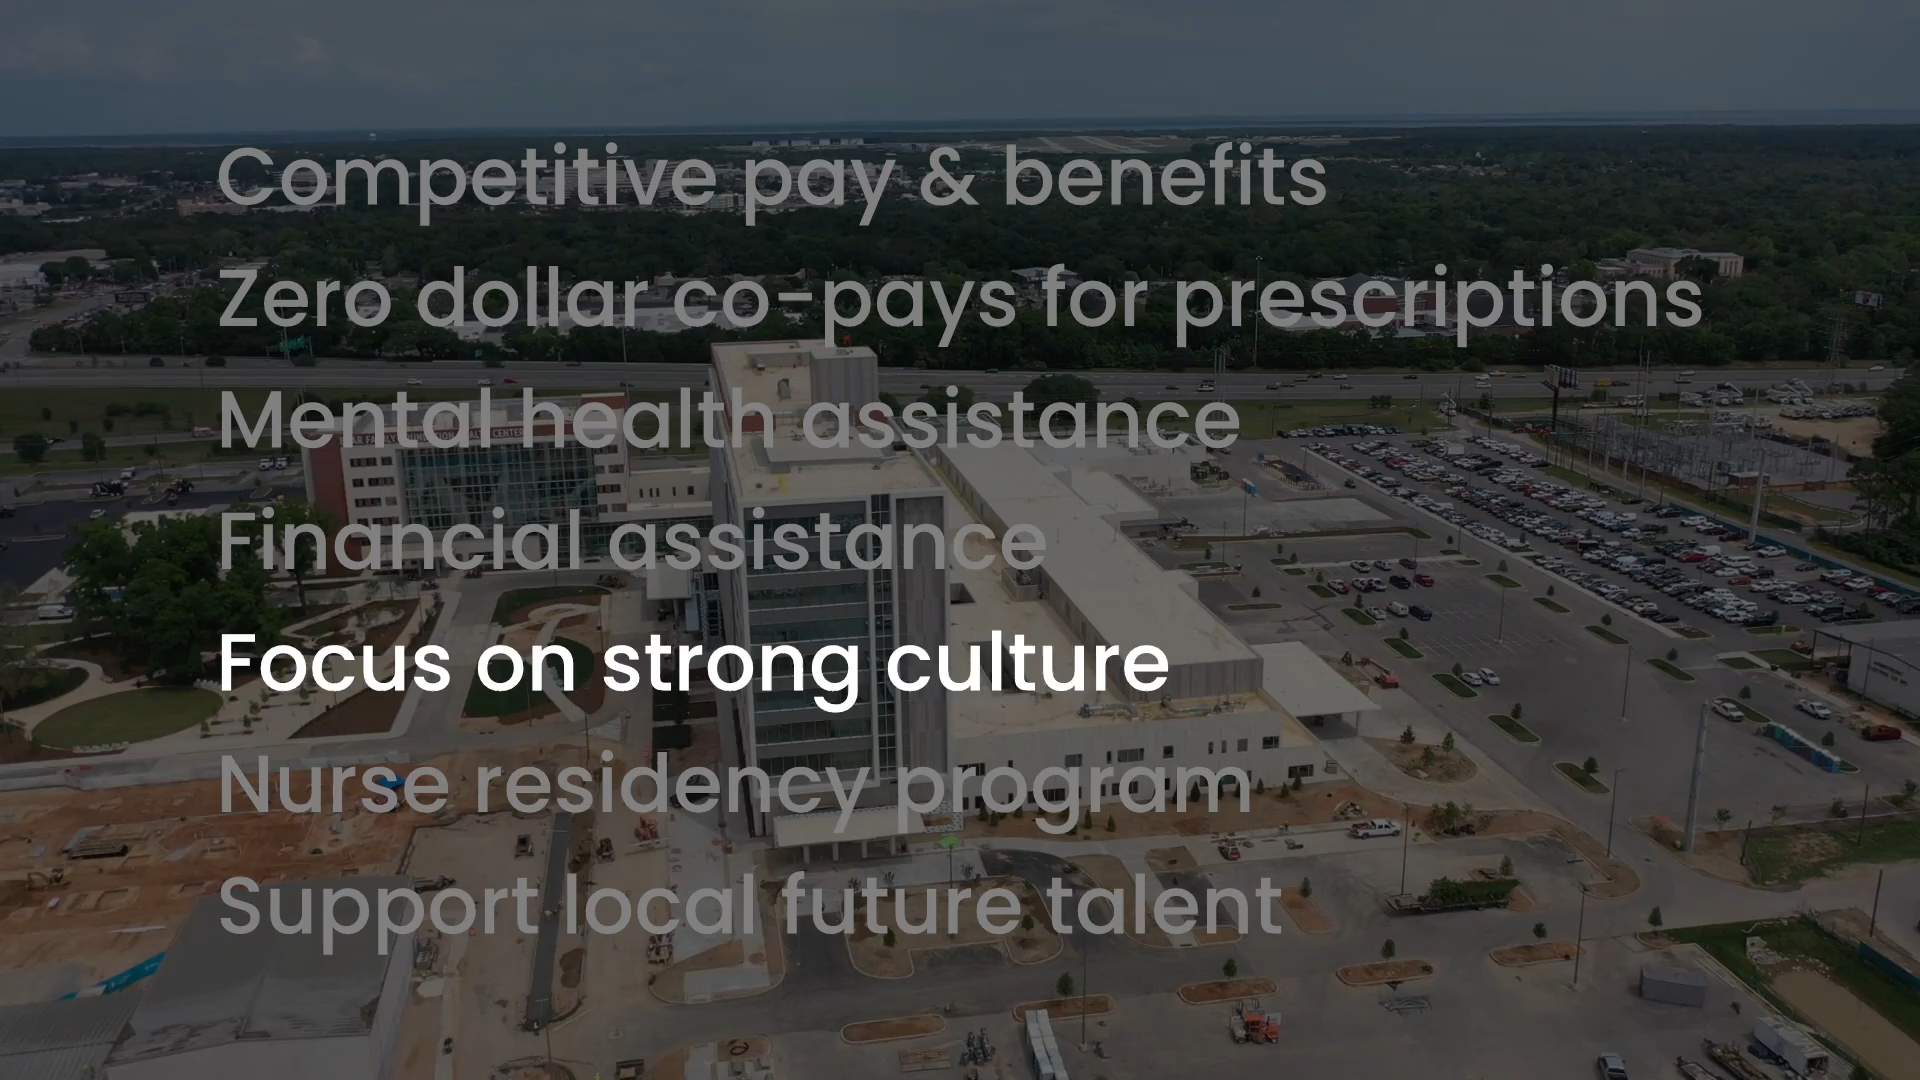 Competitive pay & benefits
Zero dollar co-pays for prescriptions
Mental health assistance
Financial assistance
Focus on strong culture
Nurse residency program
Support local future talent